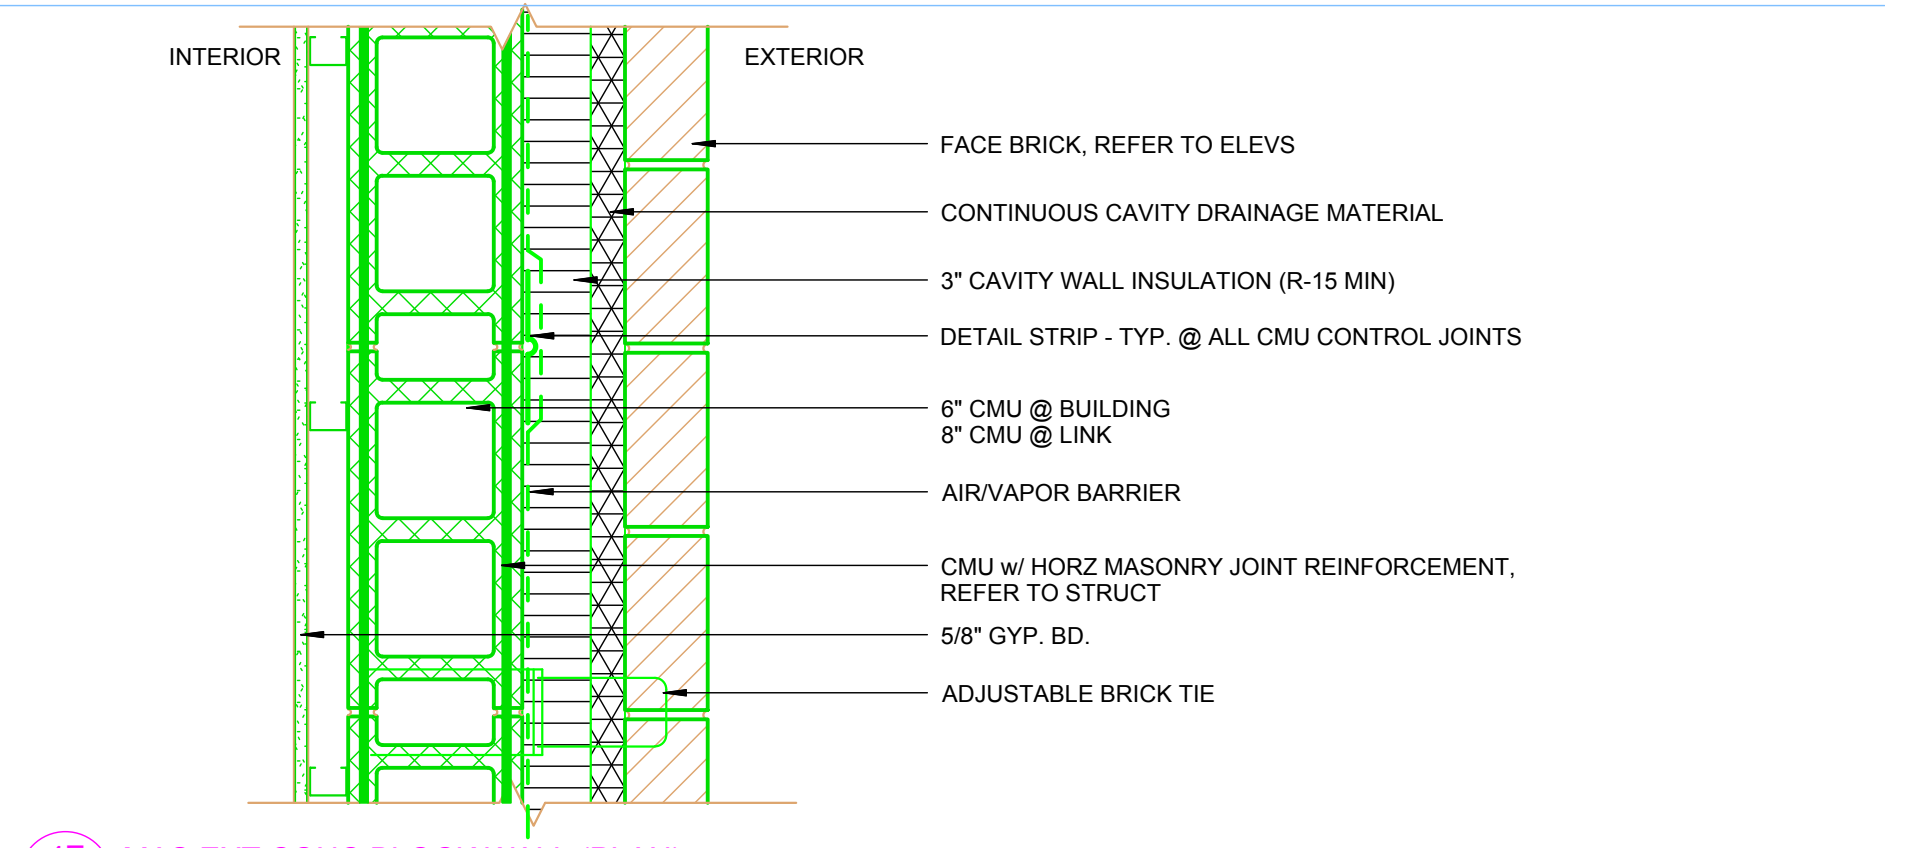 INTERIOR
EXTERIOR
FACE BRICK, REFER TO ELEVS
CONTINUOUS CAVITY DRAINAGE MATERIAL
3" CAVITY WALL INSULATION (R-15 MIN)
DETAIL STRIP - TYP. @ ALL CMU CONTROL JOINTS
6" CMU @ BUILDING
8" CMU @ LINK
AIR/VAPOR BARRIER
CMU w/ HORZ MASONRY JOINT REINFORCEMENT,
REFER TO STRUCT
5/8" GYP. BD.
ADJUSTABLE BRICK TIE